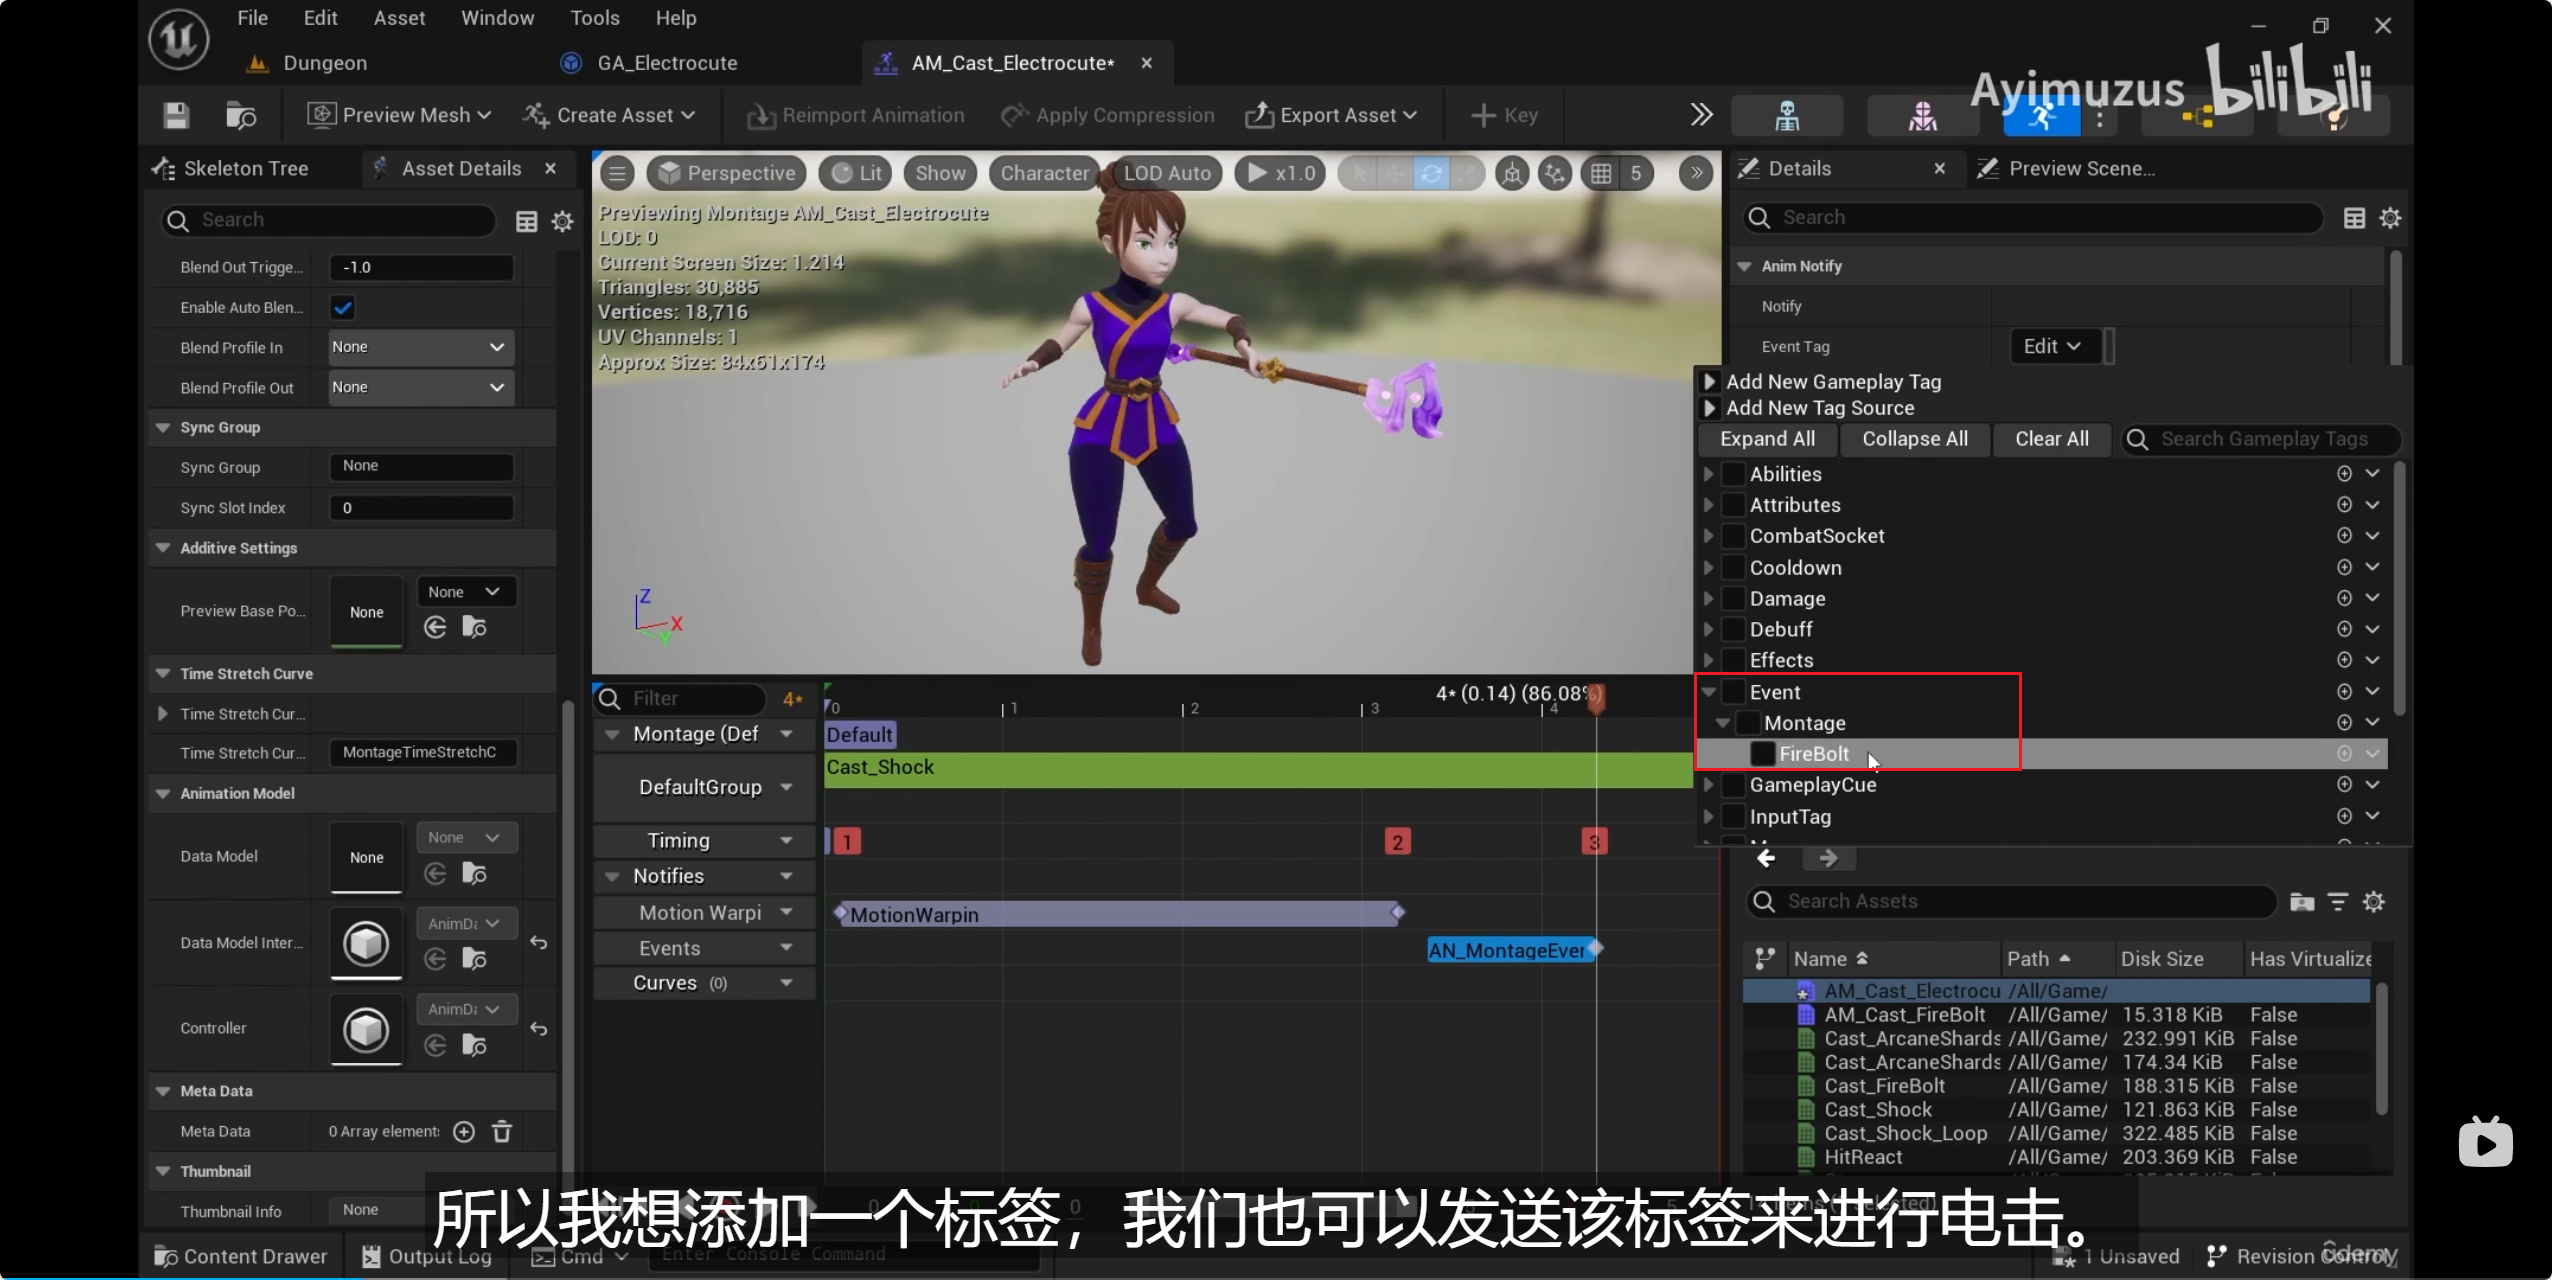 File Edit Asset Window Tools Help
Dungeon GA_Electrocute AM_Cast_Electrocute*
Ayimuzus bilibili
Preview Mesh Create Asset Reimport Animation Apply Compression Export Asset Key
Skeleton Tree Asset Details
Search
Blend Out Trigge... -1.0
Enable Auto Blen...
Blend Profile In None
Blend Profile Out None
Sync Group
Sync Group None
Sync Slot Index 0
Additive Settings
Preview Base Po... None None
Time Stretch Curve
Time Stretch Cur...
Time Stretch Cur... MontageTimeStretchC
Animation Model
Data Model None None
Data Model Inter... AnimDa
Controller AnimDa
Meta Data
Meta Data 0 Array element:
Thumbnail
Thumbnail Info None
Perspective Lit Show Character LOD Auto x1.0 5
Previewing Montage AM_Cast_Electrocute
LOD: 0
Current Screen Size: 1.214
Triangles: 30,885
Vertices: 18,716
UV Channels: 1
Approx Size: 84x61x174
Z
X
Y
Filter 4*
4* (0.14) (86.08%)
0 1 2 3 4
Montage (Def Default
Cast_Shock
DefaultGroup
Timing 1 2 3
Notifies
Motion Warpi MotionWarpin
Events AN_MontageEver
Curves (0)
Details Preview Scene...
Search
Anim Notify
Notify
Event Tag Edit
Add New Gameplay Tag
Add New Tag Source
Expand All Collapse All Clear All Search Gameplay Tags
Abilities
Attributes
CombatSocket
Cooldown
Damage
Debuff
Effects
Event
Montage
FireBolt
GameplayCue
InputTag
Search Assets
Name Path Disk Size Has Virtualize
AM_Cast_Electrocu /All/Game/
AM_Cast_FireBolt /All/Game/ 15.318 KiB False
Cast_ArcaneShards /All/Game/ 232.991 KiB False
Cast_ArcaneShards /All/Game/ 174.34 KiB False
Cast_FireBolt /All/Game/ 188.315 KiB False
Cast_Shock /All/Game/ 121.863 KiB False
Cast_Shock_Loop /All/Game/ 322.485 KiB False
HitReact /All/Game/ 203.369 KiB False
所以我想添加一个标签，我们也可以发送该标签来进行电击。
Content Drawer Output Log Cmd Enter Console Command 1 Unsaved Revision Control
ûdemy